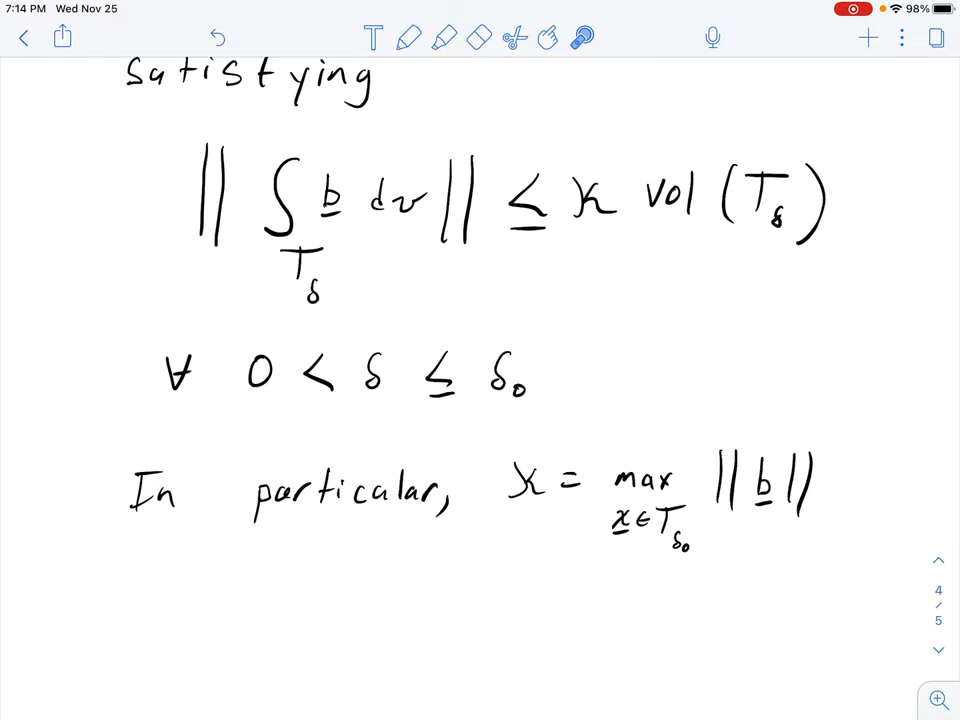 7:14 PM Wed Nov 25 98%
satisfying
‖ ∫_{T_δ} b̲ dv ‖ ≤ κ vol (T_δ)
∀ 0 < δ ≤ δ₀
In particular, κ = max_{x̲ ∈ T_{δ₀}} ‖ b̲ ‖
4
/
5